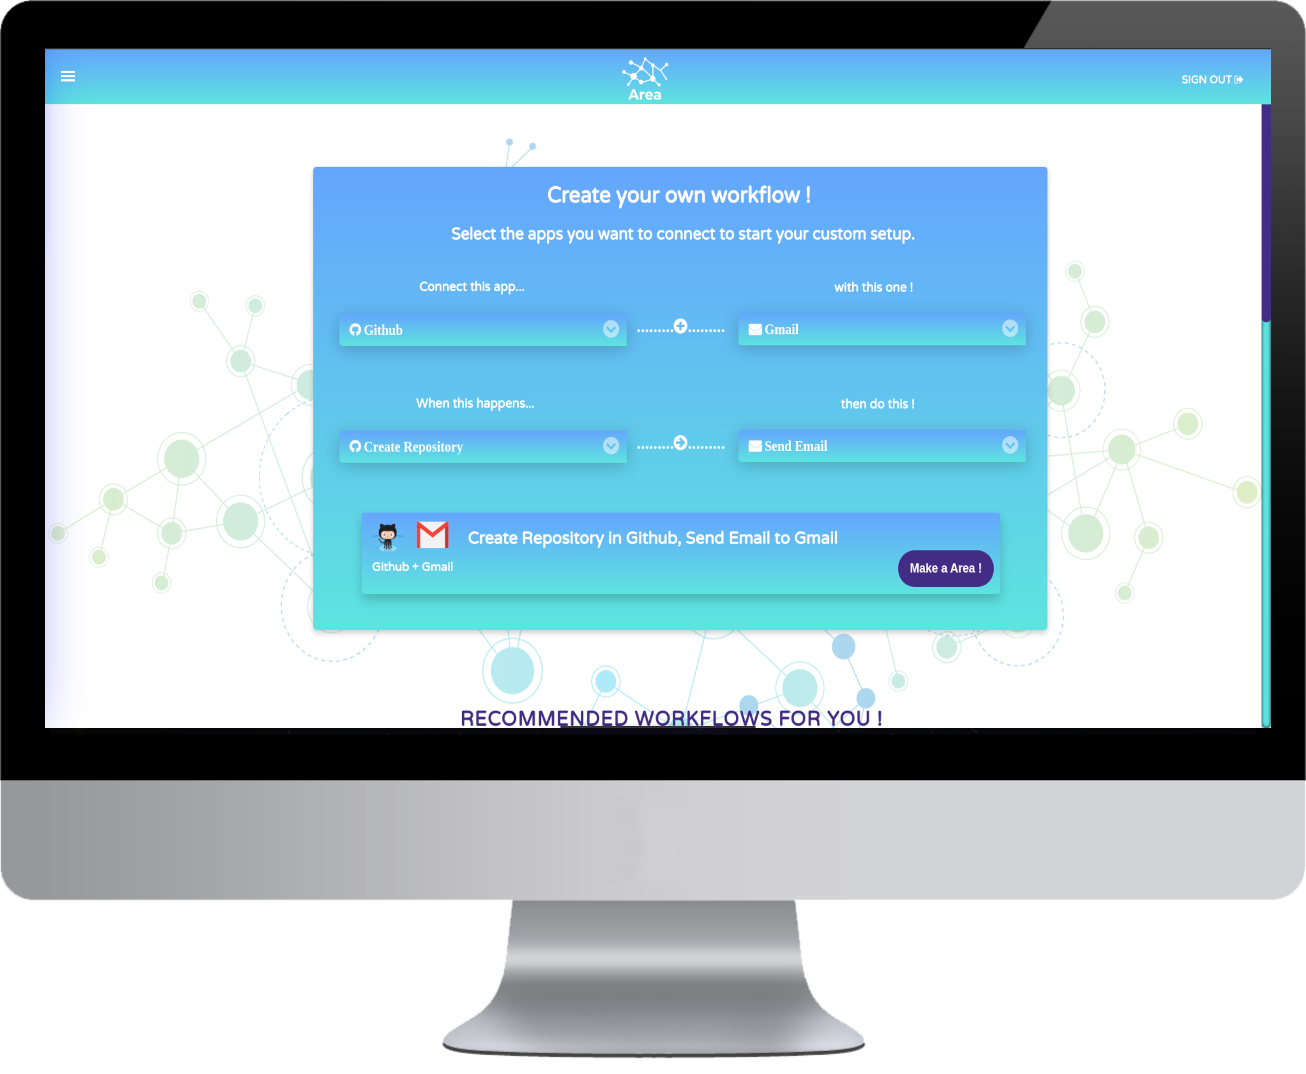 Area
SIGN OUT
Create your own workflow !
Select the apps you want to connect to start your custom setup.
Connect this app...
with this one !
Github
Gmail
When this happens...
then do this !
Create Repository
Send Email
Create Repository in Github, Send Email to Gmail
Github + Gmail
Make a Area !
RECOMMENDED WORKFLOWS FOR YOU !